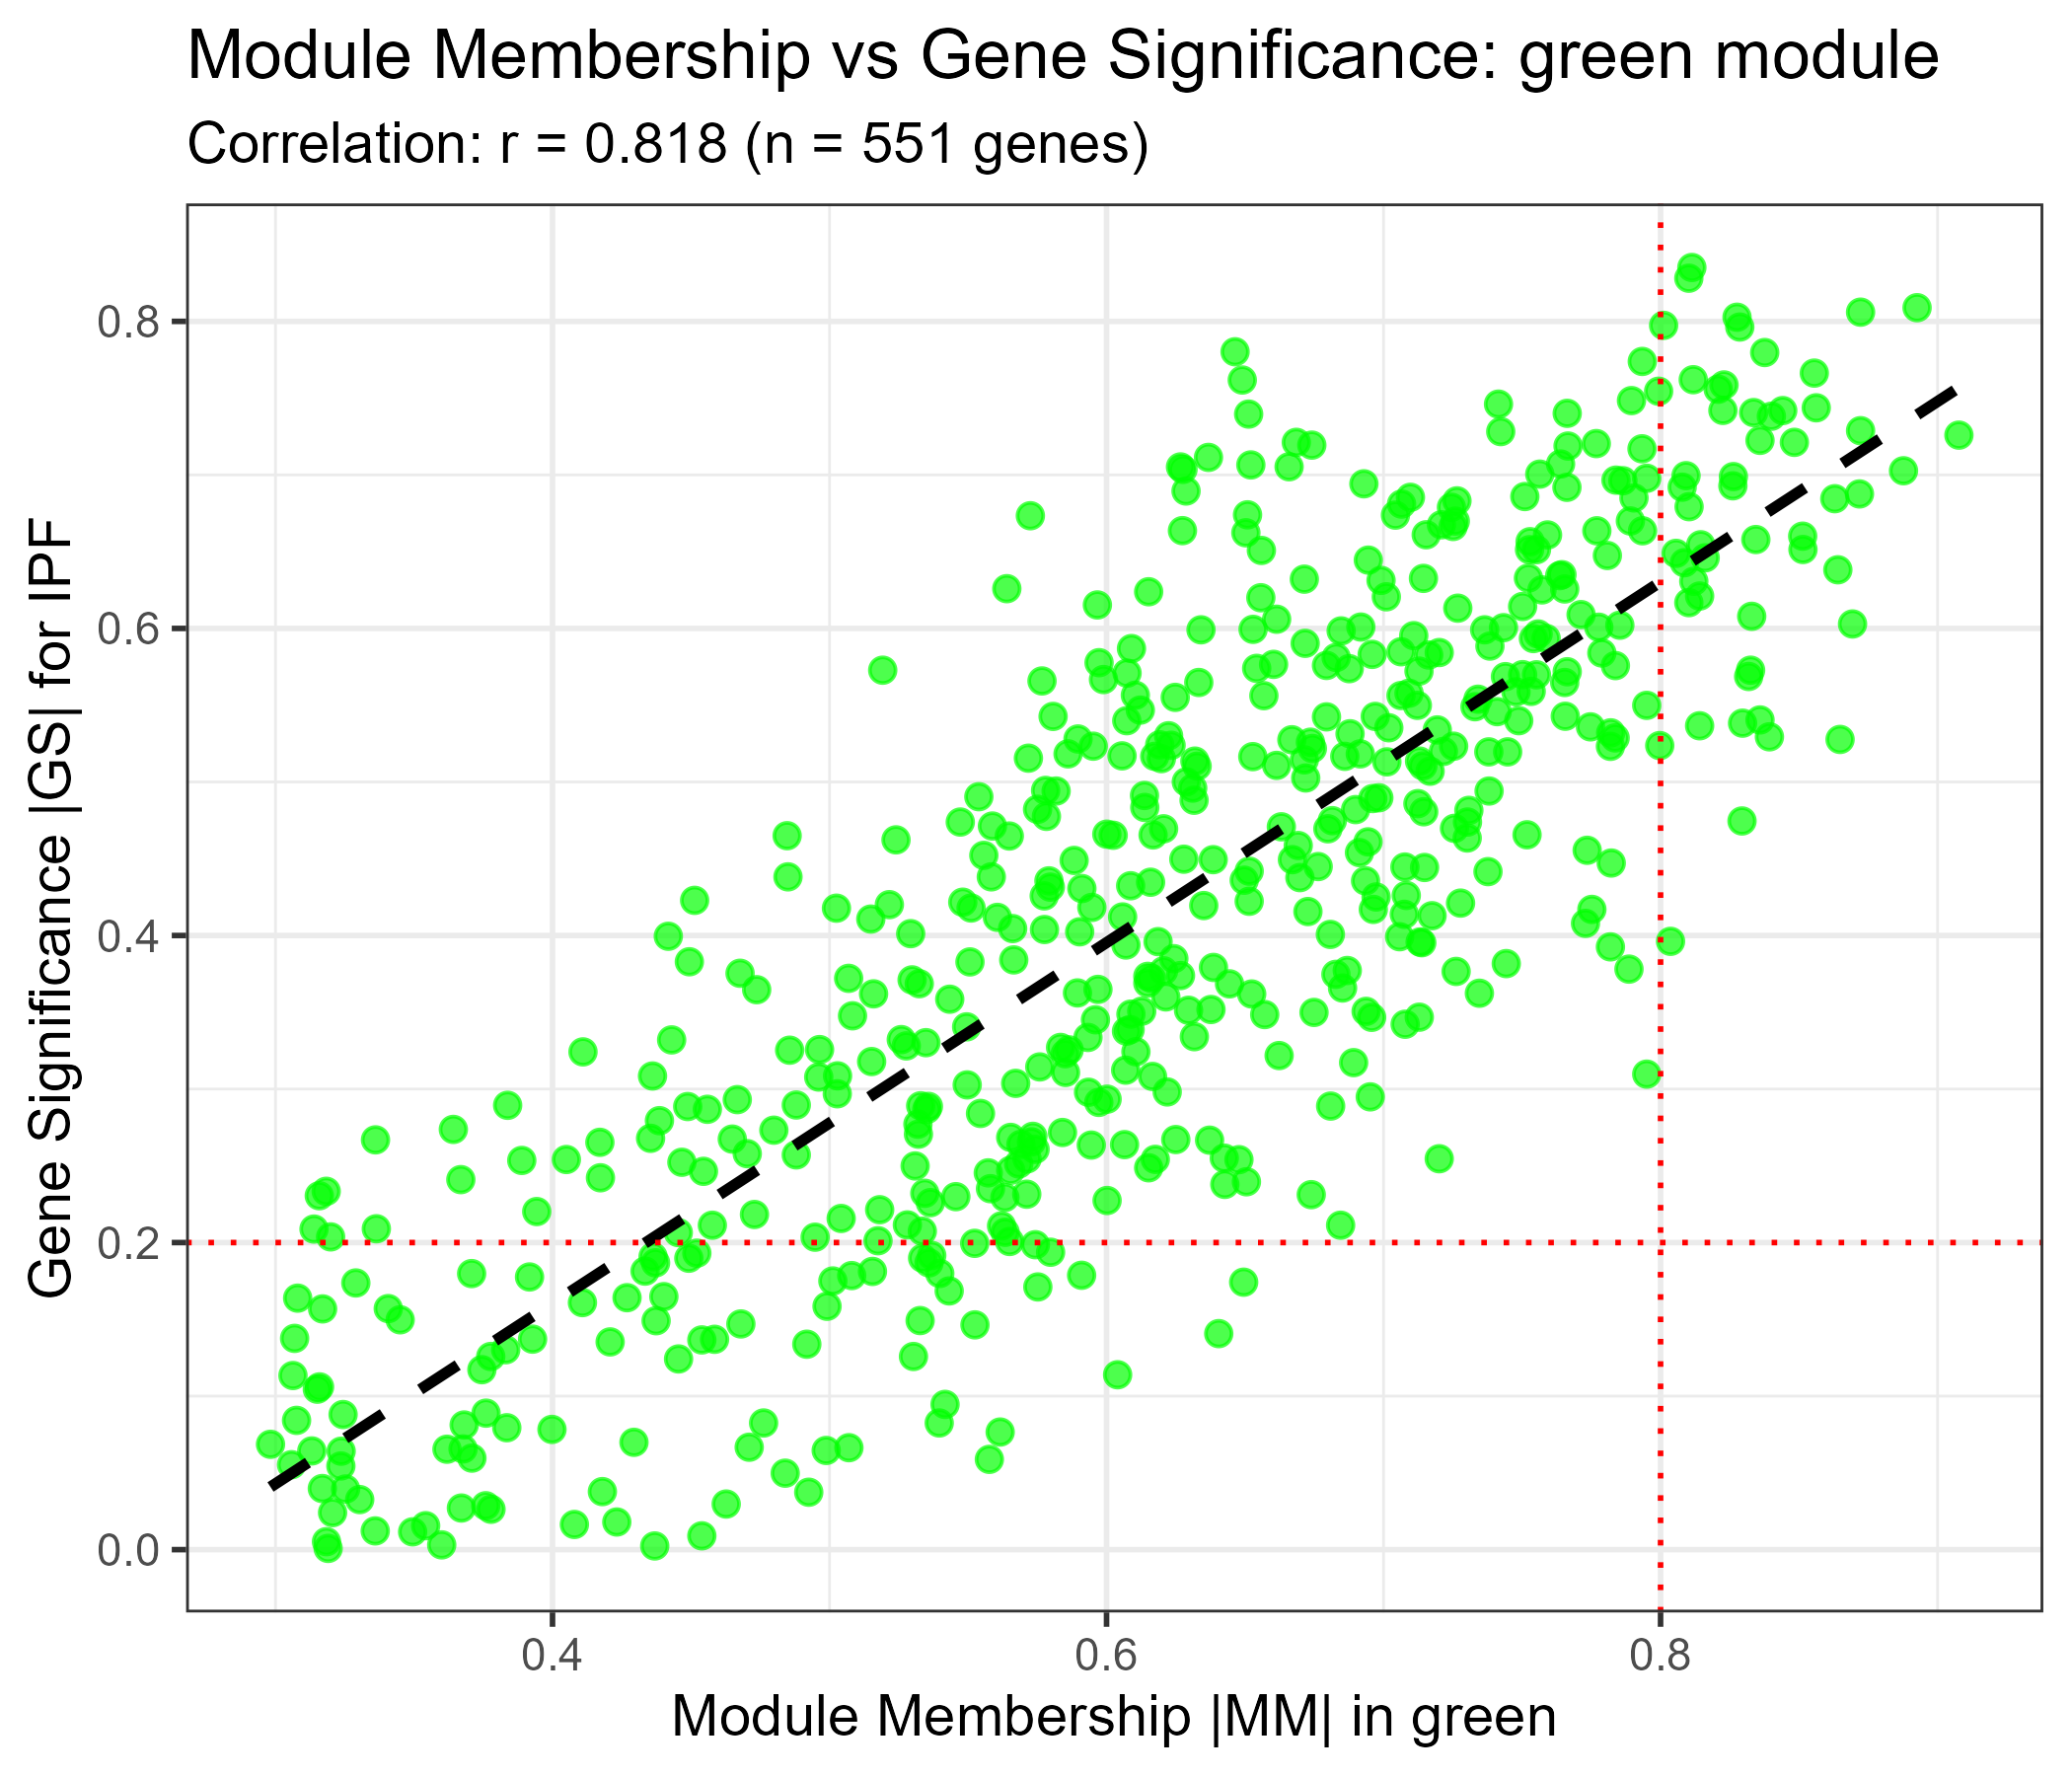 Module Membership vs Gene Significance: green module
Correlation: r = 0.818 (n = 551 genes)
Gene Significance |GS| for IPF
0.8
0.6
0.4
0.2
0.0
0.4 0.6 0.8
Module Membership |MM| in green